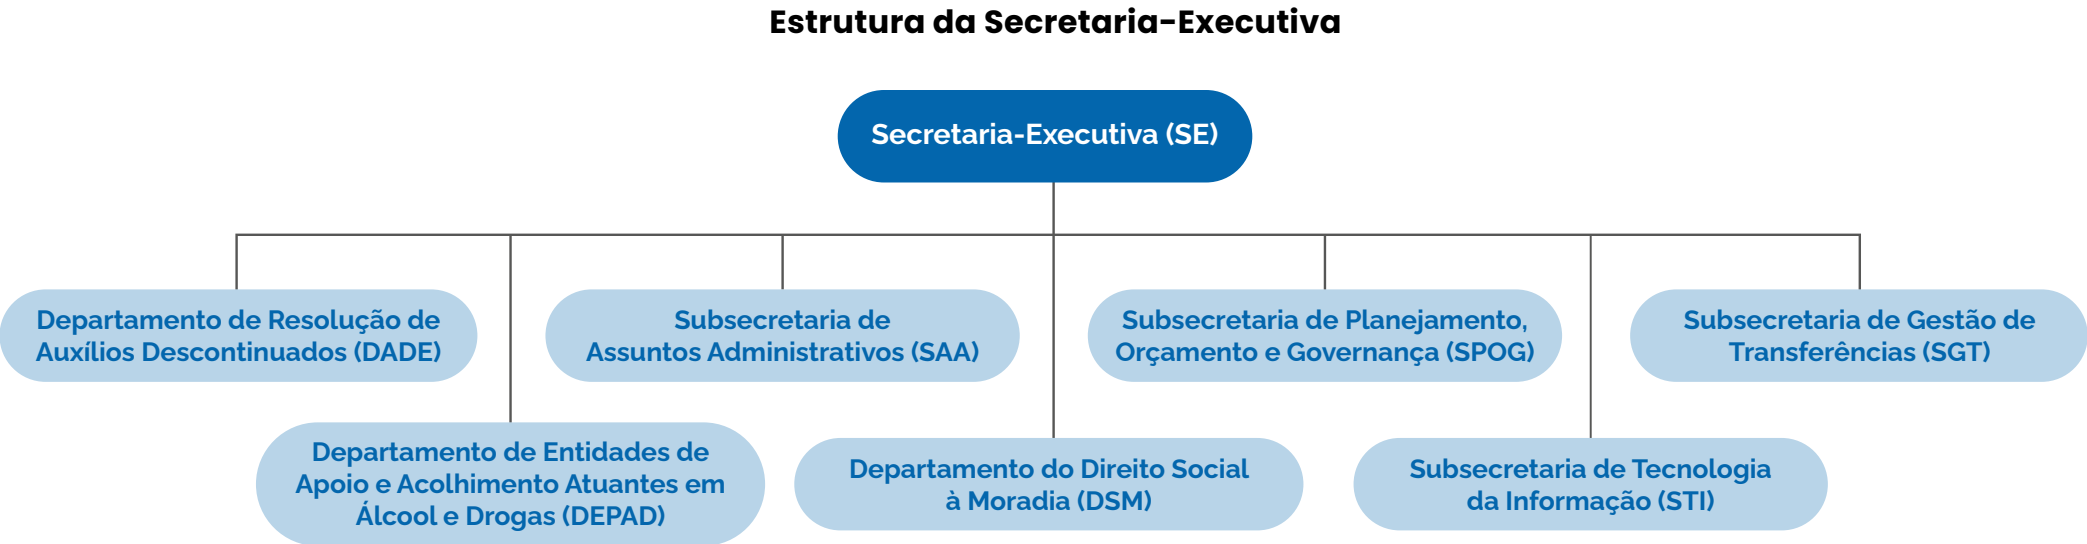 Estrutura da Secretaria-Executiva
Secretaria-Executiva (SE)
Departamento de Resolução de
Auxílios Descontinuados (DADE)
Subsecretaria de
Assuntos Administrativos (SAA)
Subsecretaria de Planejamento,
Orçamento e Governança (SPOG)
Subsecretaria de Gestão de
Transferências (SGT)
Departamento de Entidades de
Apoio e Acolhimento Atuantes em
Álcool e Drogas (DEPAD)
Departamento do Direito Social
à Moradia (DSM)
Subsecretaria de Tecnologia
da Informação (STI)